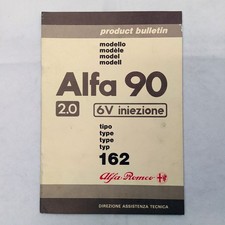 product bulletin
modello
modèle
model
modell
Alfa 90
2.0 6V iniezione
tipo
type
type
typ
162
Alfa-Romeo
DIREZIONE ASSISTENZA TECNICA